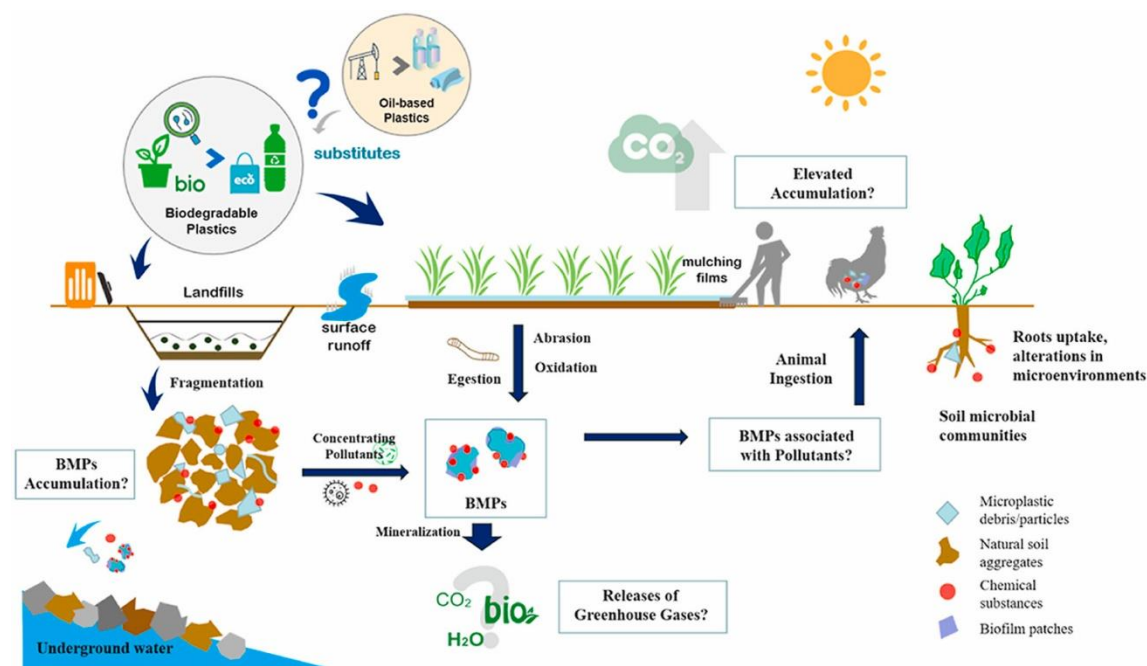 Oil-based
Plastics
?
substitutes
bio
eco
Biodegradable
Plastics
CO2
Elevated
Accumulation?
mulching
films
Landfills
surface
runoff
Fragmentation
Abrasion
Oxidation
Egestion
Animal
Ingestion
Roots uptake,
alterations in
microenvironments
Soil microbial
communities
BMPs
Accumulation?
Concentrating
Pollutants
BMPs
BMPs associated
with Pollutants?
Mineralization
?
CO2
bio
H2O
Releases of
Greenhouse Gases?
Underground water
Microplastic
debris/particles
Natural soil
aggregates
Chemical
substances
Biofilm patches